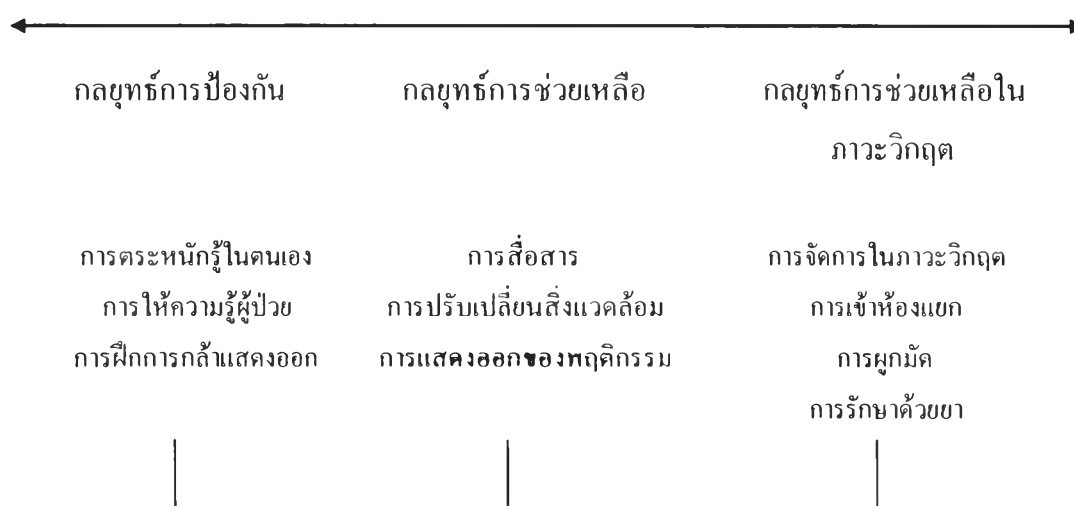 กลยุทธ์การป้องกัน
กลยุทธ์การช่วยเหลือ
กลยุทธ์การช่วยเหลือใน
ภาวะวิกฤต
การตระหนักรู้ในตนเอง
การให้ความรู้ผู้ป่วย
การฝึกการกล้าแสดงออก
การสื่อสาร
การปรับเปลี่ยนสิ่งแวดล้อม
การแสดงออกของพฤติกรรม
การจัดการในภาวะวิกฤต
การเข้าห้องแยก
การผูกมัด
การรักษาด้วยยา